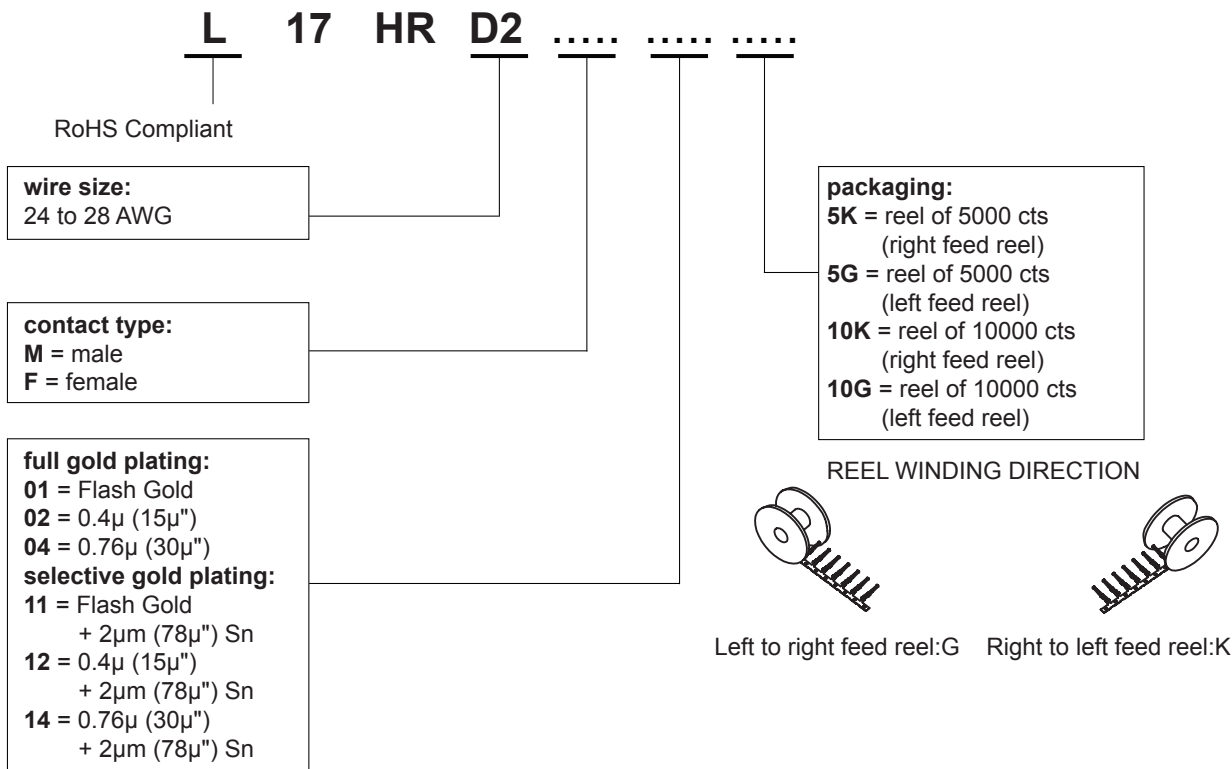 L 17 HR D2 ..... ..... .....
RoHS Compliant
wire size:
24 to 28 AWG
contact type:
M = male
F = female
full gold plating:
01 = Flash Gold
02 = 0.4µ (15µ")
04 = 0.76µ (30µ")
selective gold plating:
11 = Flash Gold
+ 2µm (78µ") Sn
12 = 0.4µ (15µ")
+ 2µm (78µ") Sn
14 = 0.76µ (30µ")
+ 2µm (78µ") Sn
packaging:
5K = reel of 5000 cts
(right feed reel)
5G = reel of 5000 cts
(left feed reel)
10K = reel of 10000 cts
(right feed reel)
10G = reel of 10000 cts
(left feed reel)
REEL WINDING DIRECTION
Left to right feed reel:G
Right to left feed reel:K